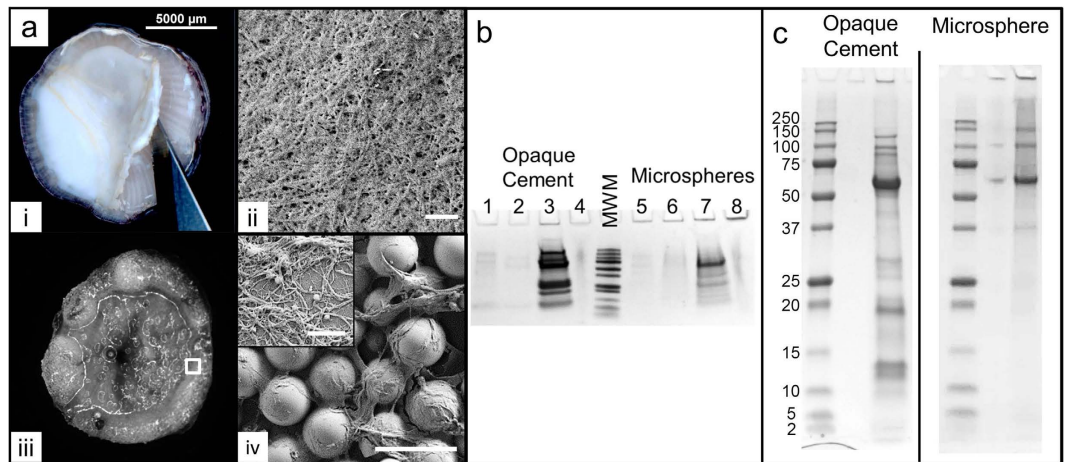 a
5000 µm
i
ii
iii
iv
b
Opaque
Cement
MWM
Microspheres
1 2 3 4 5 6 7 8
c
Opaque
Cement
Microsphere
250
150
100
75
50
37
25
20
15
10
5
2